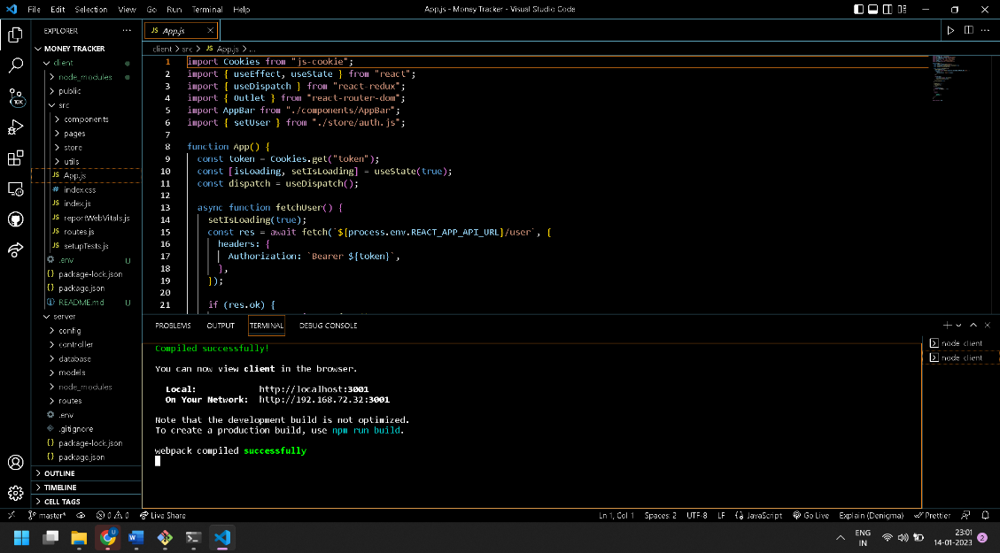 File Edit Selection View Go Run Terminal Help
App.js - Money Tracker - Visual Studio Code
EXPLORER
MONEY TRACKER
client
node_modules
public
src
components
pages
store
utils
JS App.js
# index.css
JS index.js
JS reportWebVitals.js
JS routes.js
JS setupTests.js
.env U
{} package-lock.json
{} package.json
README.md U
server
config
controller
database
models
node_modules
routes
.env
.gitignore
{} package-lock.json
{} package.json
OUTLINE
TIMELINE
CELL TAGS
10K
JS App.js
client > src > JS App.js > ...
1 import Cookies from "js-cookie";
2 import { useEffect, useState } from "react";
3 import { useDispatch } from "react-redux";
4 import { Outlet } from "react-router-dom";
5 import AppBar from "./components/AppBar";
6 import { setUser } from "./store/auth.js";
7
8 function App() {
9 const token = Cookies.get("token");
10 const [isLoading, setIsLoading] = useState(true);
11 const dispatch = useDispatch();
12
13 async function fetchUser() {
14 setIsLoading(true);
15 const res = await fetch(`${process.env.REACT_APP_API_URL}/user`, {
16 headers: {
17 Authorization: `Bearer ${token}`,
18 },
19 });
20
21 if (res.ok) {
PROBLEMS OUTPUT TERMINAL DEBUG CONSOLE
Compiled successfully!
You can now view client in the browser.
Local: http://localhost:3001
On Your Network: http://192.168.72.32:3001
Note that the development build is not optimized.
To create a production build, use npm run build.
webpack compiled successfully
node client
node client
master* 0 0 Live Share
Ln 1, Col 1 Spaces: 2 UTF-8 LF JavaScript Go Live Explain (Denigma) Prettier
ENG
IN
23:01
14-01-2023
2